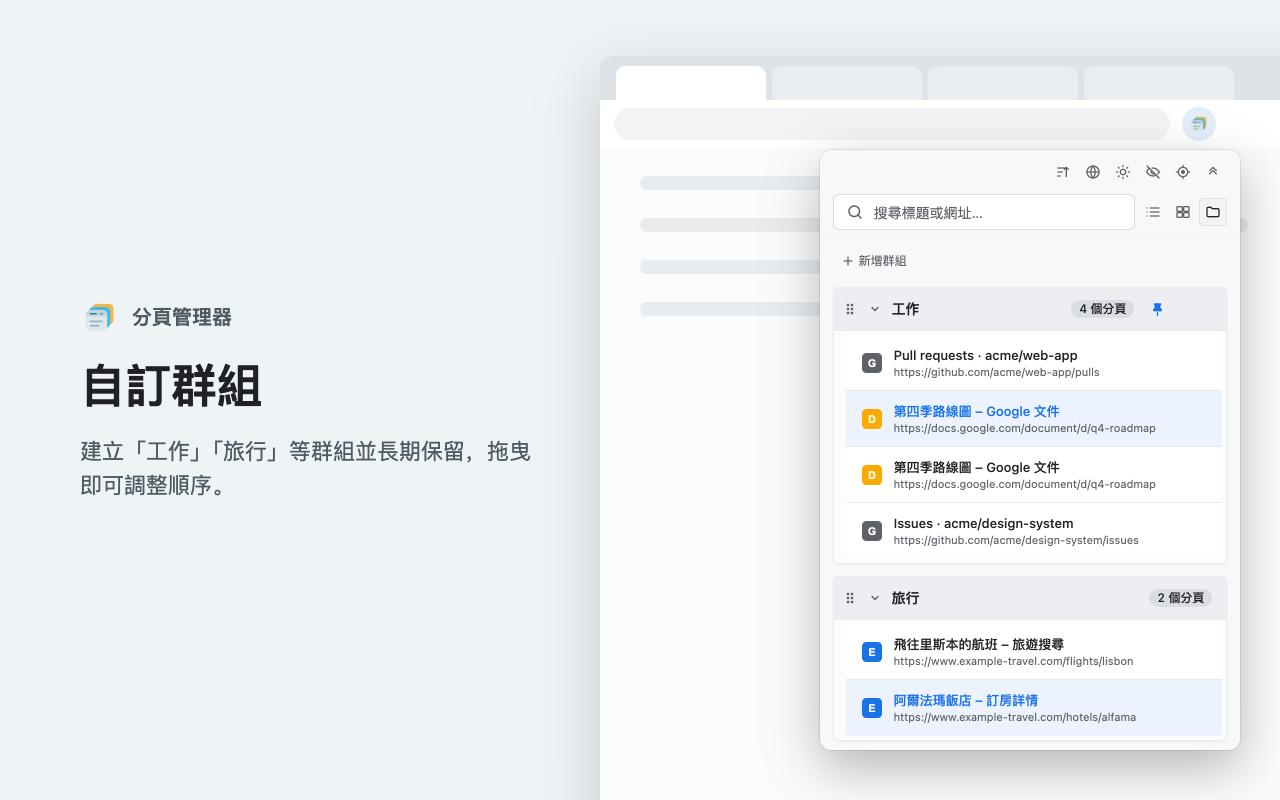 分頁管理器
自訂群組
建立「工作」「旅行」等群組並長期保留，拖曳
即可調整順序。
搜尋標題或網址...
新增群組
工作
4 個分頁
G
Pull requests · acme/web-app
https://github.com/acme/web-app/pulls
D
第四季路線圖 – Google 文件
https://docs.google.com/document/d/q4-roadmap
D
第四季路線圖 – Google 文件
https://docs.google.com/document/d/q4-roadmap
G
Issues · acme/design-system
https://github.com/acme/design-system/issues
旅行
2 個分頁
E
飛往里斯本的航班 – 旅遊搜尋
https://www.example-travel.com/flights/lisbon
E
阿爾法瑪飯店 – 訂房詳情
https://www.example-travel.com/hotels/alfama